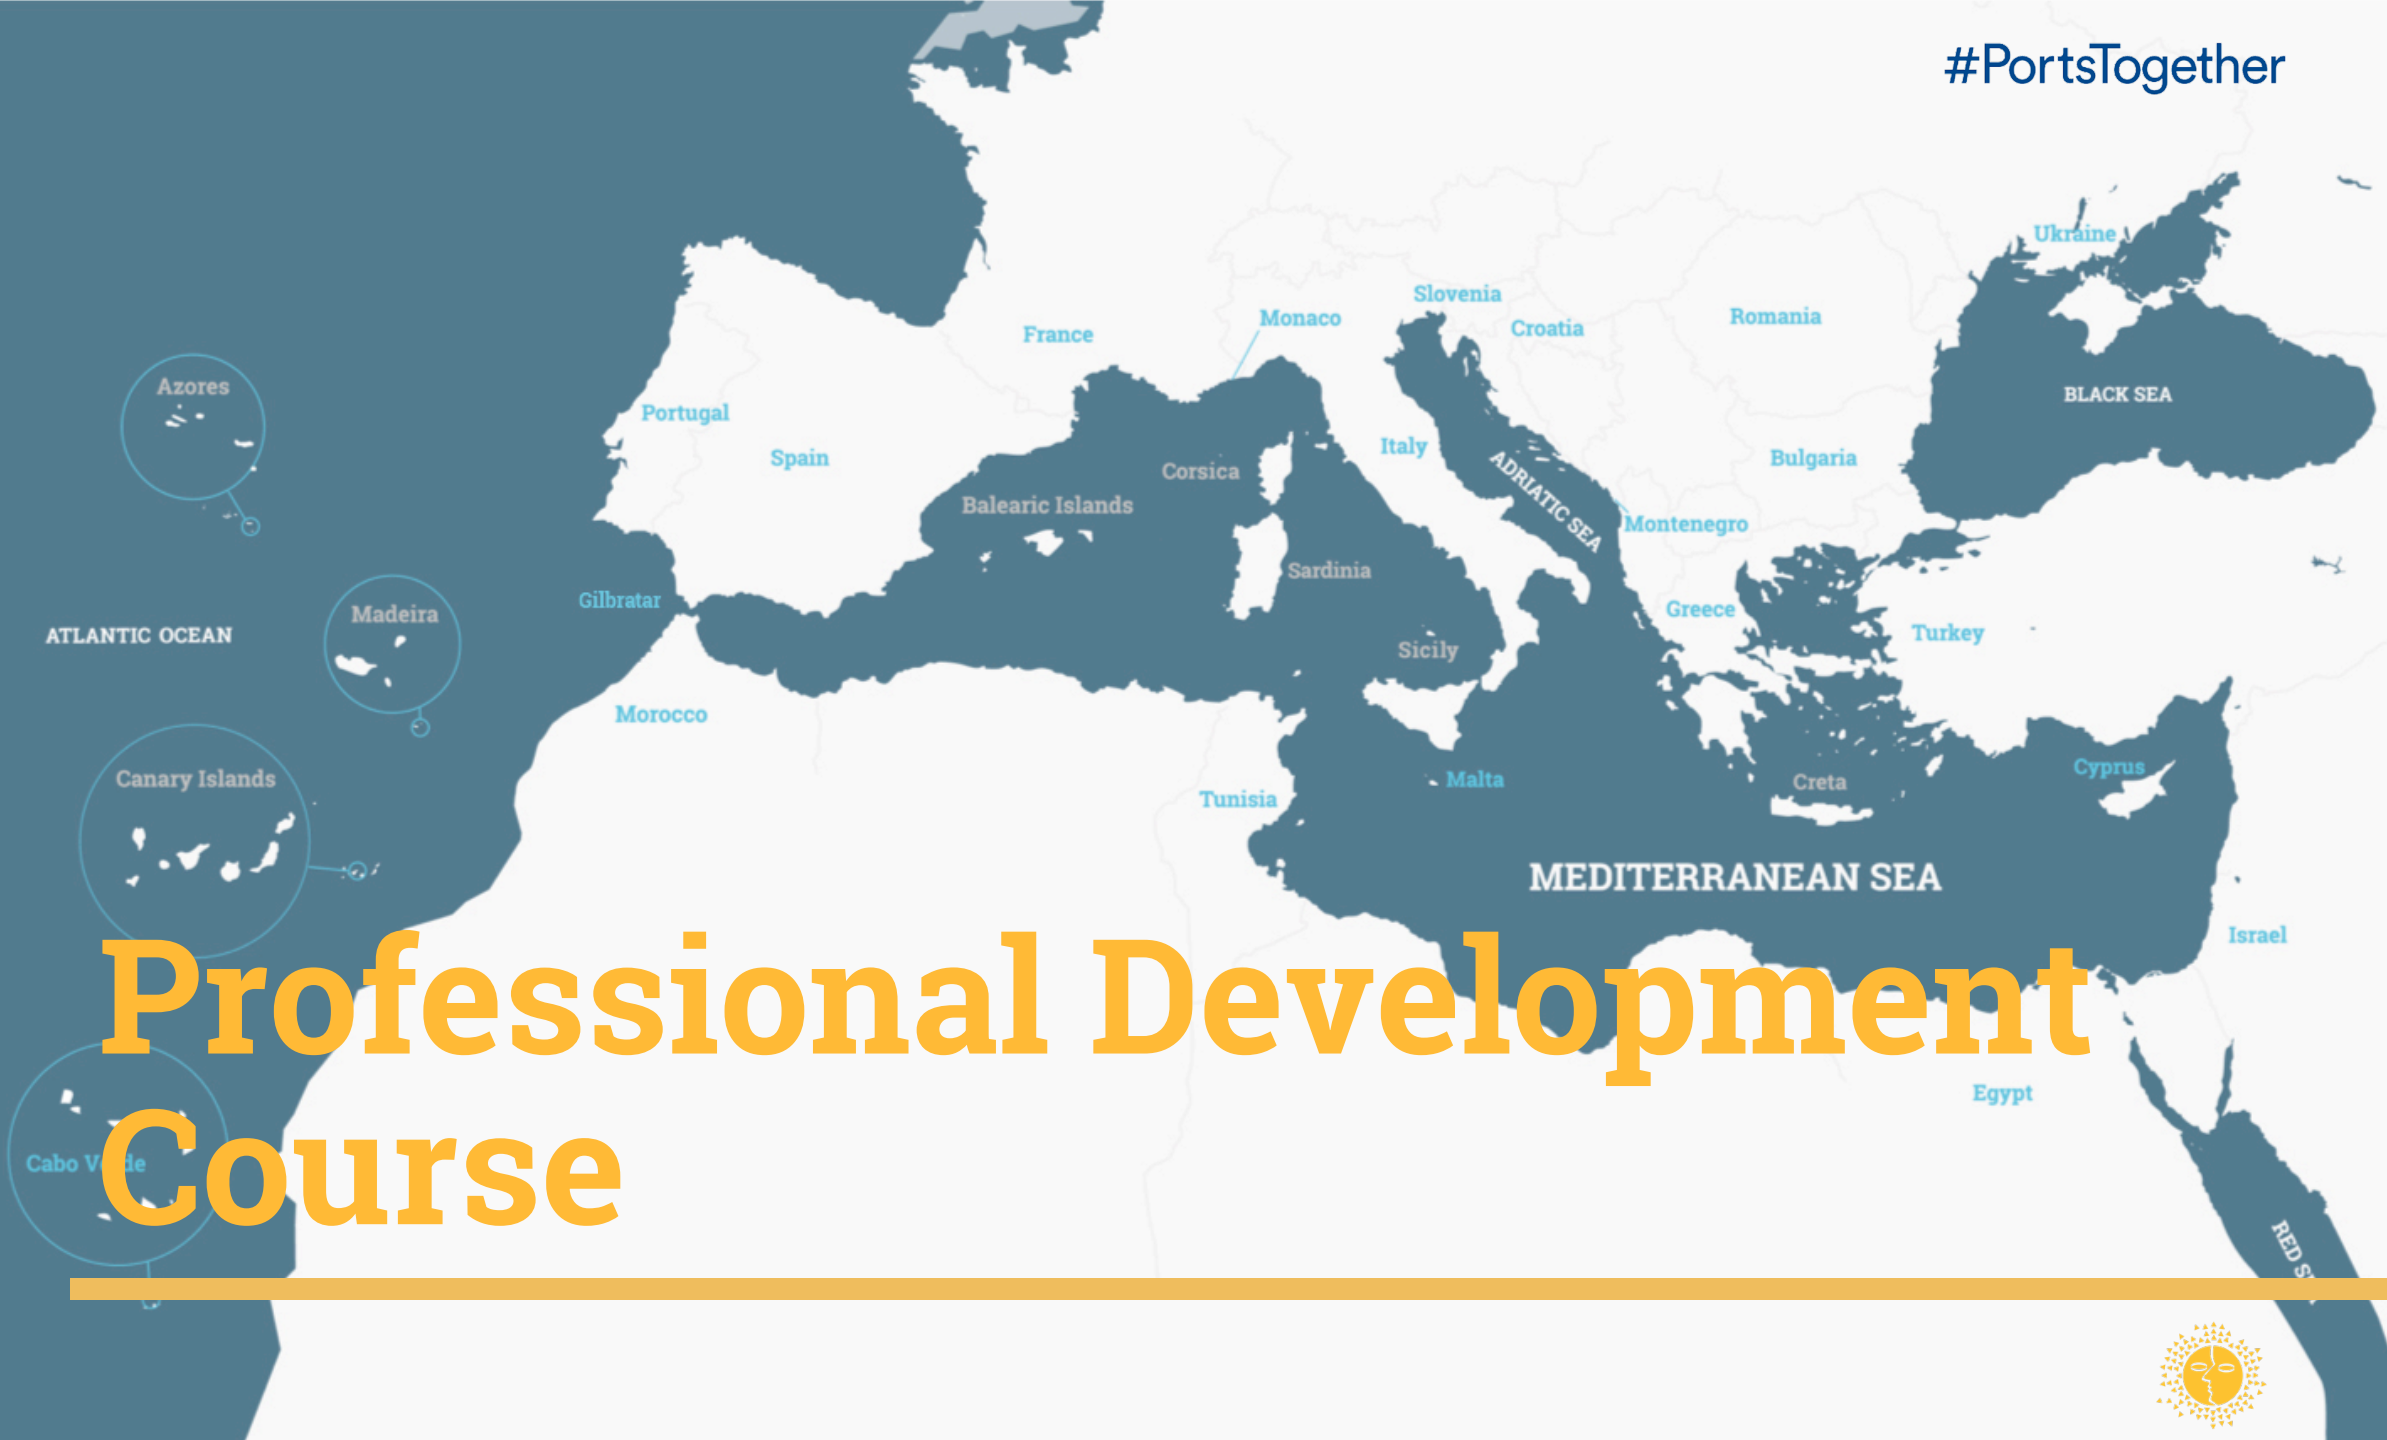 #PortsTogether
Ukraine
Slovenia
Monaco
Romania
Croatia
France
Azores
BLACK SEA
Portugal
Italy
Spain
Bulgaria
Corsica
ADRIATIC SEA
Balearic Islands
Montenegro
Sardinia
Gilbratar
Greece
Madeira
Turkey
ATLANTIC OCEAN
Sicily
Morocco
Cyprus
Canary Islands
Malta
Creta
Tunisia
MEDITERRANEAN SEA
Israel
Professional Development
Egypt
Cabo
Course
RED